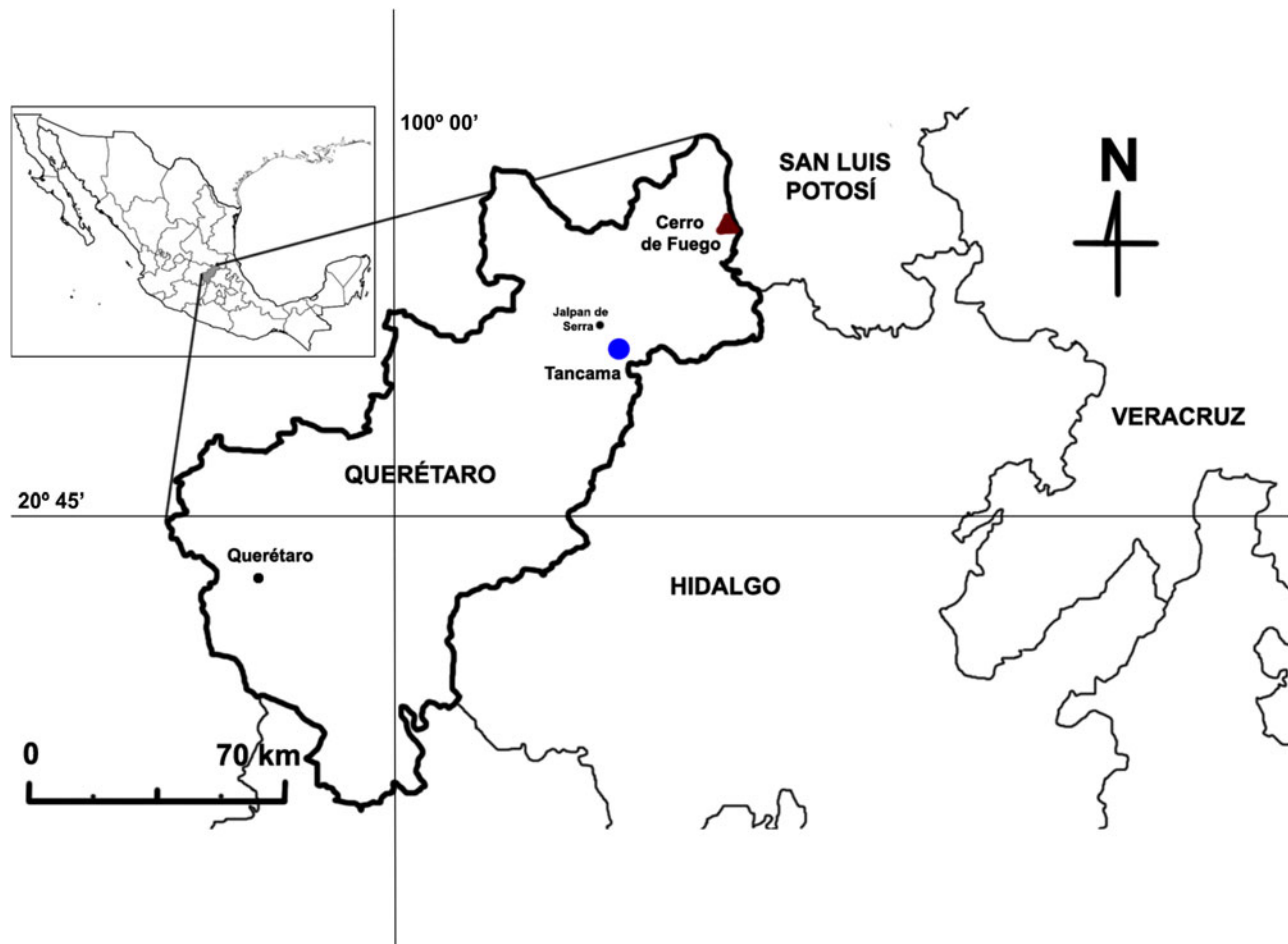 100º 00’
SAN LUIS
POTOSÍ
N
Cerro
de Fuego
Jalpan de
Serra
Tancama
VERACRUZ
QUERÉTARO
20º 45’
Querétaro
HIDALGO
0 70 km